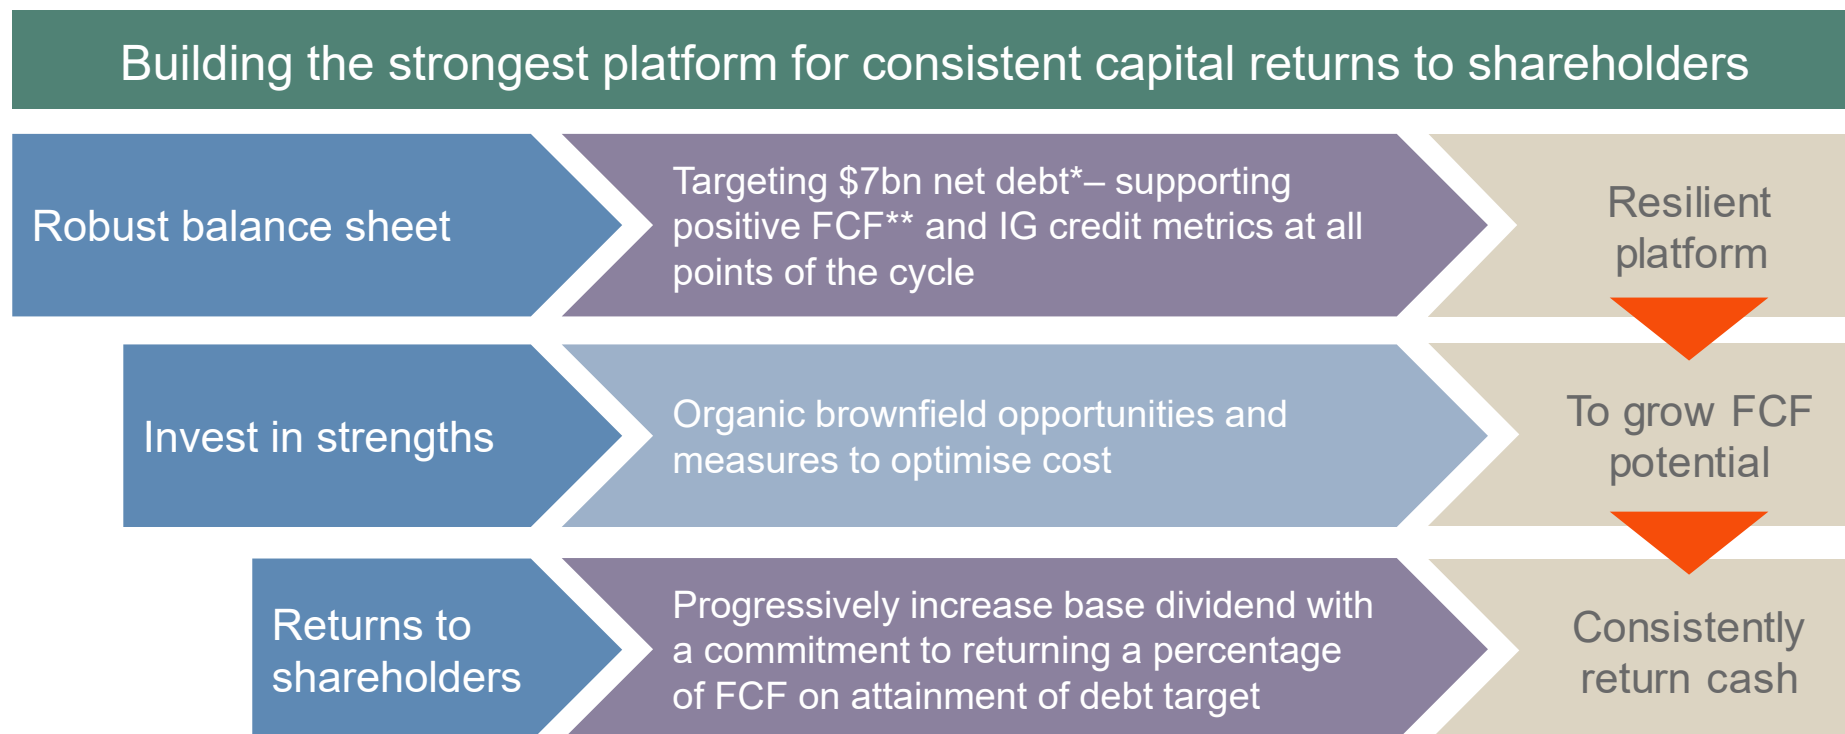 Building the strongest platform for consistent capital returns to shareholders
Robust balance sheet
Targeting $7bn net debt*– supporting
positive FCF** and IG credit metrics at all
points of the cycle
Resilient
platform
Invest in strengths
Organic brownfield opportunities and
measures to optimise cost
To grow FCF
potential
Returns to
shareholders
Progressively increase base dividend with
a commitment to returning a percentage
of FCF on attainment of debt target
Consistently
return cash